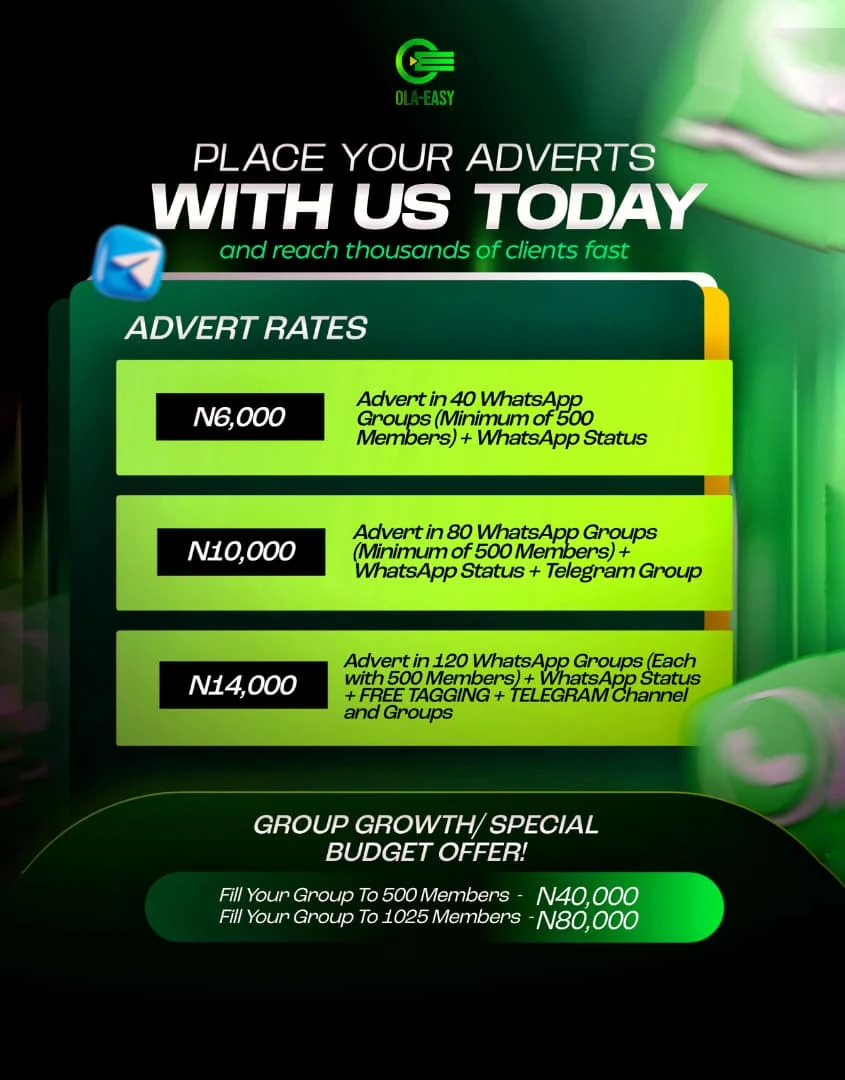 OLA-EASY
PLACE YOUR ADVERTS
WITH US TODAY
and reach thousands of clients fast
ADVERT RATES
N6,000
Advert in 40 WhatsApp
Groups (Minimum of 500
Members) + WhatsApp Status
N10,000
Advert in 80 WhatsApp Groups
(Minimum of 500 Members) +
WhatsApp Status + Telegram Group
N14,000
Advert in 120 WhatsApp Groups (Each
with 500 Members) + WhatsApp Status
+ FREE TAGGING + TELEGRAM Channel
and Groups
GROUP GROWTH/ SPECIAL
BUDGET OFFER!
Fill Your Group To 500 Members - N40,000
Fill Your Group To 1025 Members - N80,000